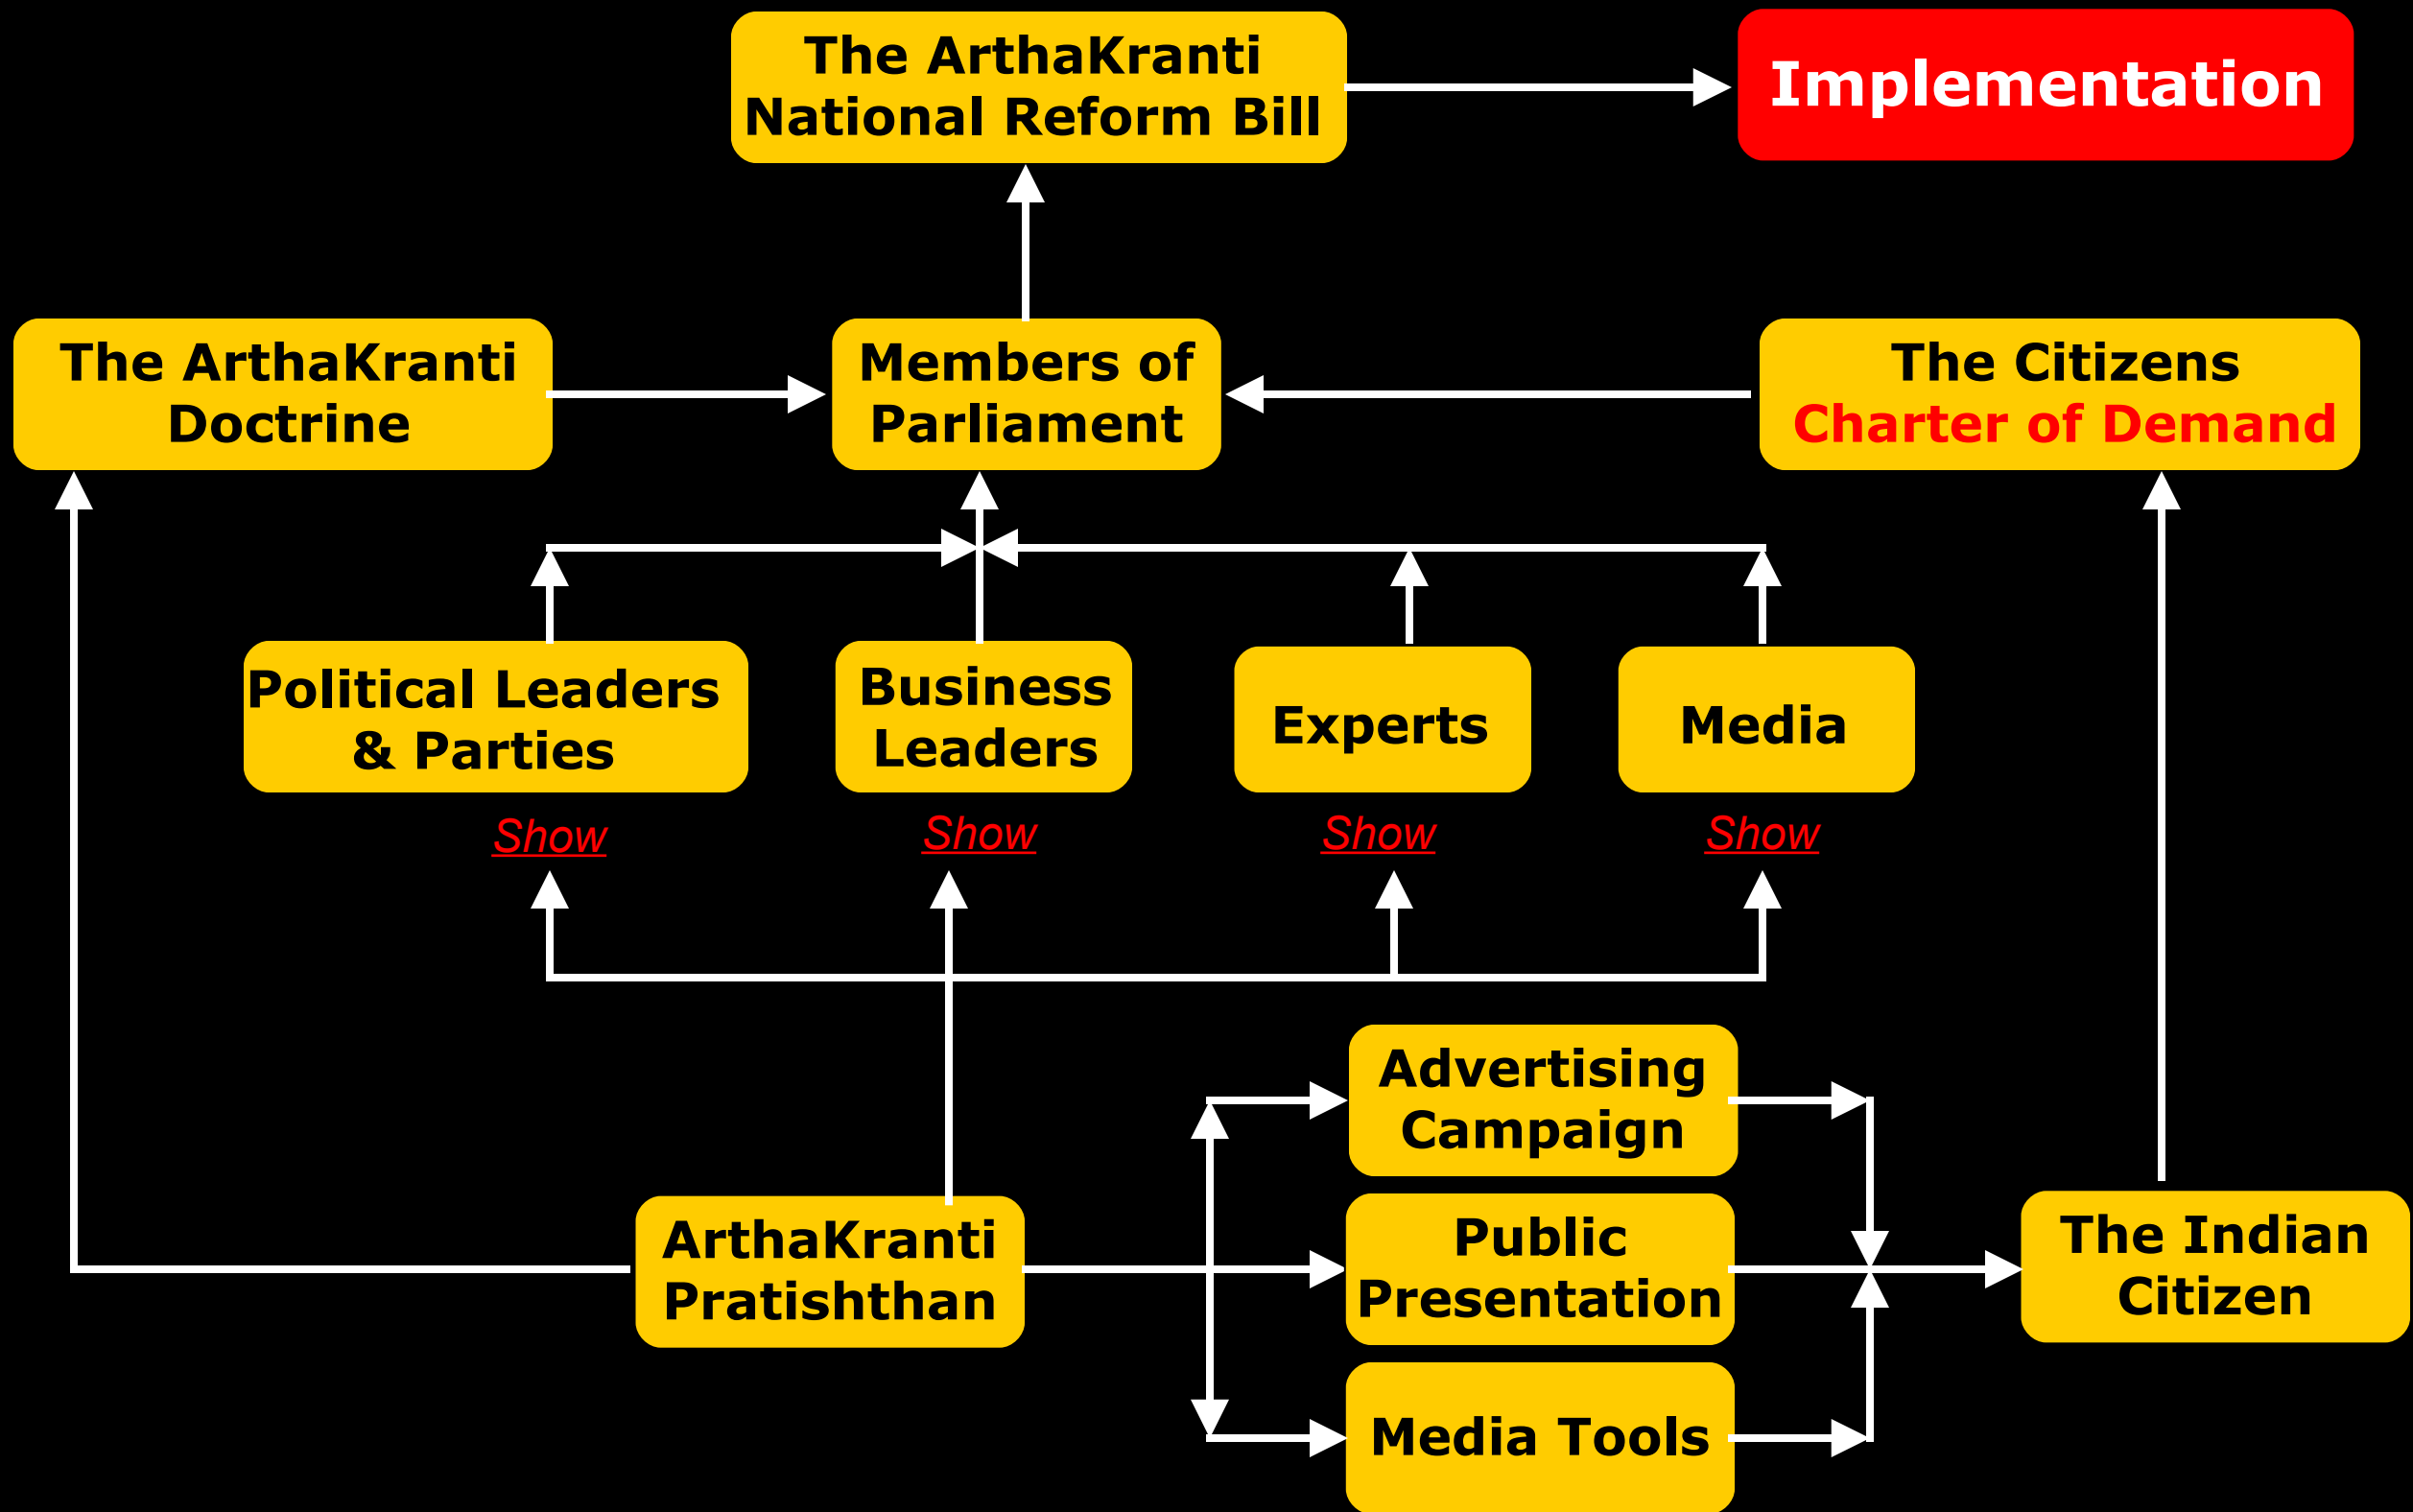 The ArthaKranti
National Reform Bill
Implementation
The ArthaKranti
Doctrine
Members of
Parliament
The Citizens
Charter of Demand
Political Leaders
& Parties
Business
Leaders
Experts
Media
Show
Show
Show
Show
Advertising
Campaign
ArthaKranti
Pratishthan
Public
Presentation
The Indian
Citizen
Media Tools